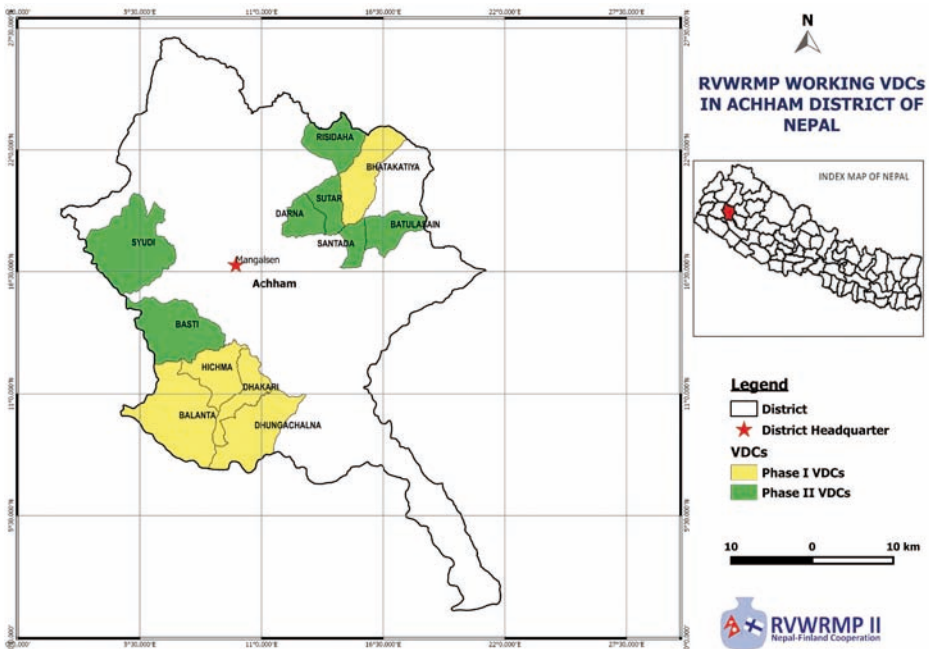 N
RVWRMP WORKING VDCs
IN ACHHAM DISTRICT OF
NEPAL
INDEX MAP OF NEPAL
RISIDAHA
BHATAKATIYA
SUTAR
DARNA
BATULASAIN
SANTADA
SYUDI
Mangalsen
Achham
BASTI
HICHMA
DHAKARI
BALANTA
DHUNGACHALNA
Legend
District
District Headquarter
VDCs
Phase I VDCs
Phase II VDCs
10 0 10 km
RVWRMP II
Nepal-Finland Cooperation